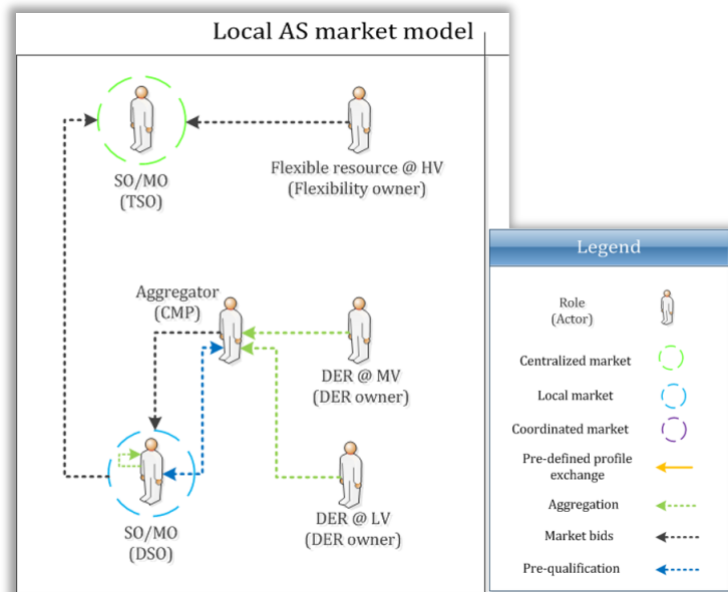 Local AS market model
SO/MO
(TSO)
Flexible resource @ HV
(Flexibility owner)
Aggregator
(CMP)
DER @ MV
(DER owner)
SO/MO
(DSO)
DER @ LV
(DER owner)
Legend
Role
(Actor)
Centralized market
Local market
Coordinated market
Pre-defined profile
exchange
Aggregation
Market bids
Pre-qualification